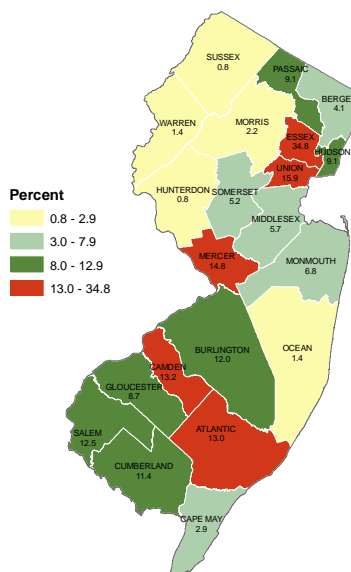 SUSSEX
0.8
PASSAIC
9.1
BERGE
4.1
WARREN
1.4
MORRIS
2.2
ESSEX
34.8
HUDSON
9.1
UNION
15.9
HUNTERDON
0.8
SOMERSET
5.2
MIDDLESEX
5.7
Percent
0.8 - 2.9
3.0 - 7.9
8.0 - 12.9
13.0 - 34.8
MERCER
14.8
MONMOUTH
6.8
OCEAN
1.4
BURLINGTON
12.0
CAMDEN
13.2
GLOUCESTER
8.7
ATLANTIC
13.0
SALEM
12.5
CUMBERLAND
11.4
CAPE MAY
2.9